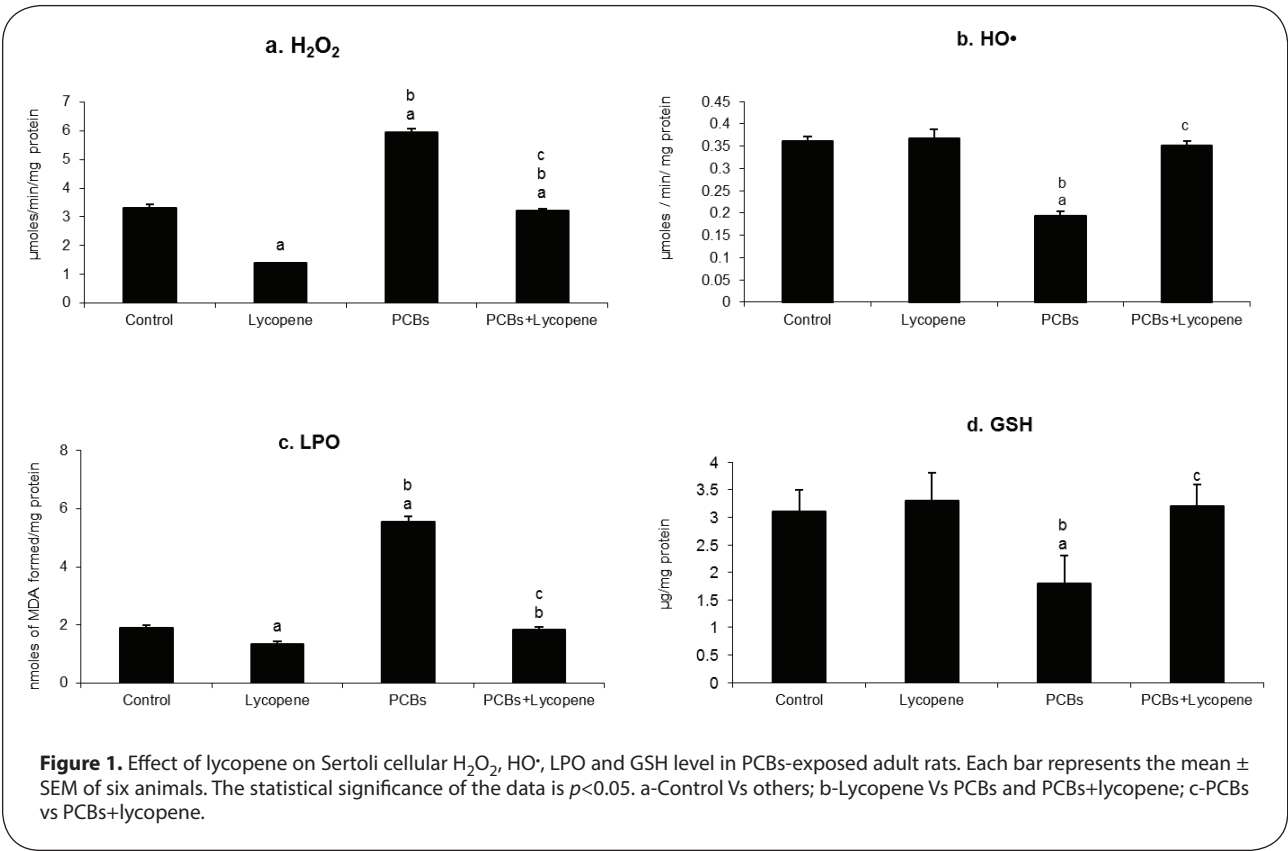 a. H₂O₂
µmoles/min/mg protein
7
6
5
4
3
2
1
0
a
b
a
c
b
a
Control Lycopene PCBs PCBs+Lycopene
b. HO•
µmoles / min/ mg protein
0.45
0.4
0.35
0.3
0.25
0.2
0.15
0.1
0.05
0
b
a
c
Control Lycopene PCBs PCBs+Lycopene
c. LPO
nmoles of MDA formed/mg protein
8
6
4
2
0
a
b
a
c
b
Control Lycopene PCBs PCBs+Lycopene
d. GSH
µg/mg protein
4
3.5
3
2.5
2
1.5
1
0.5
0
b
a
c
Control Lycopene PCBs PCBs+Lycopene
Figure 1. Effect of lycopene on Sertoli cellular H₂O₂, HO•, LPO and GSH level in PCBs-exposed adult rats. Each bar represents the mean ±
SEM of six animals. The statistical significance of the data is p<0.05. a-Control Vs others; b-Lycopene Vs PCBs and PCBs+lycopene; c-PCBs
vs PCBs+lycopene.